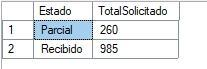 Estado TotalSolicitado
1 Parcial 260
2 Recibido 985